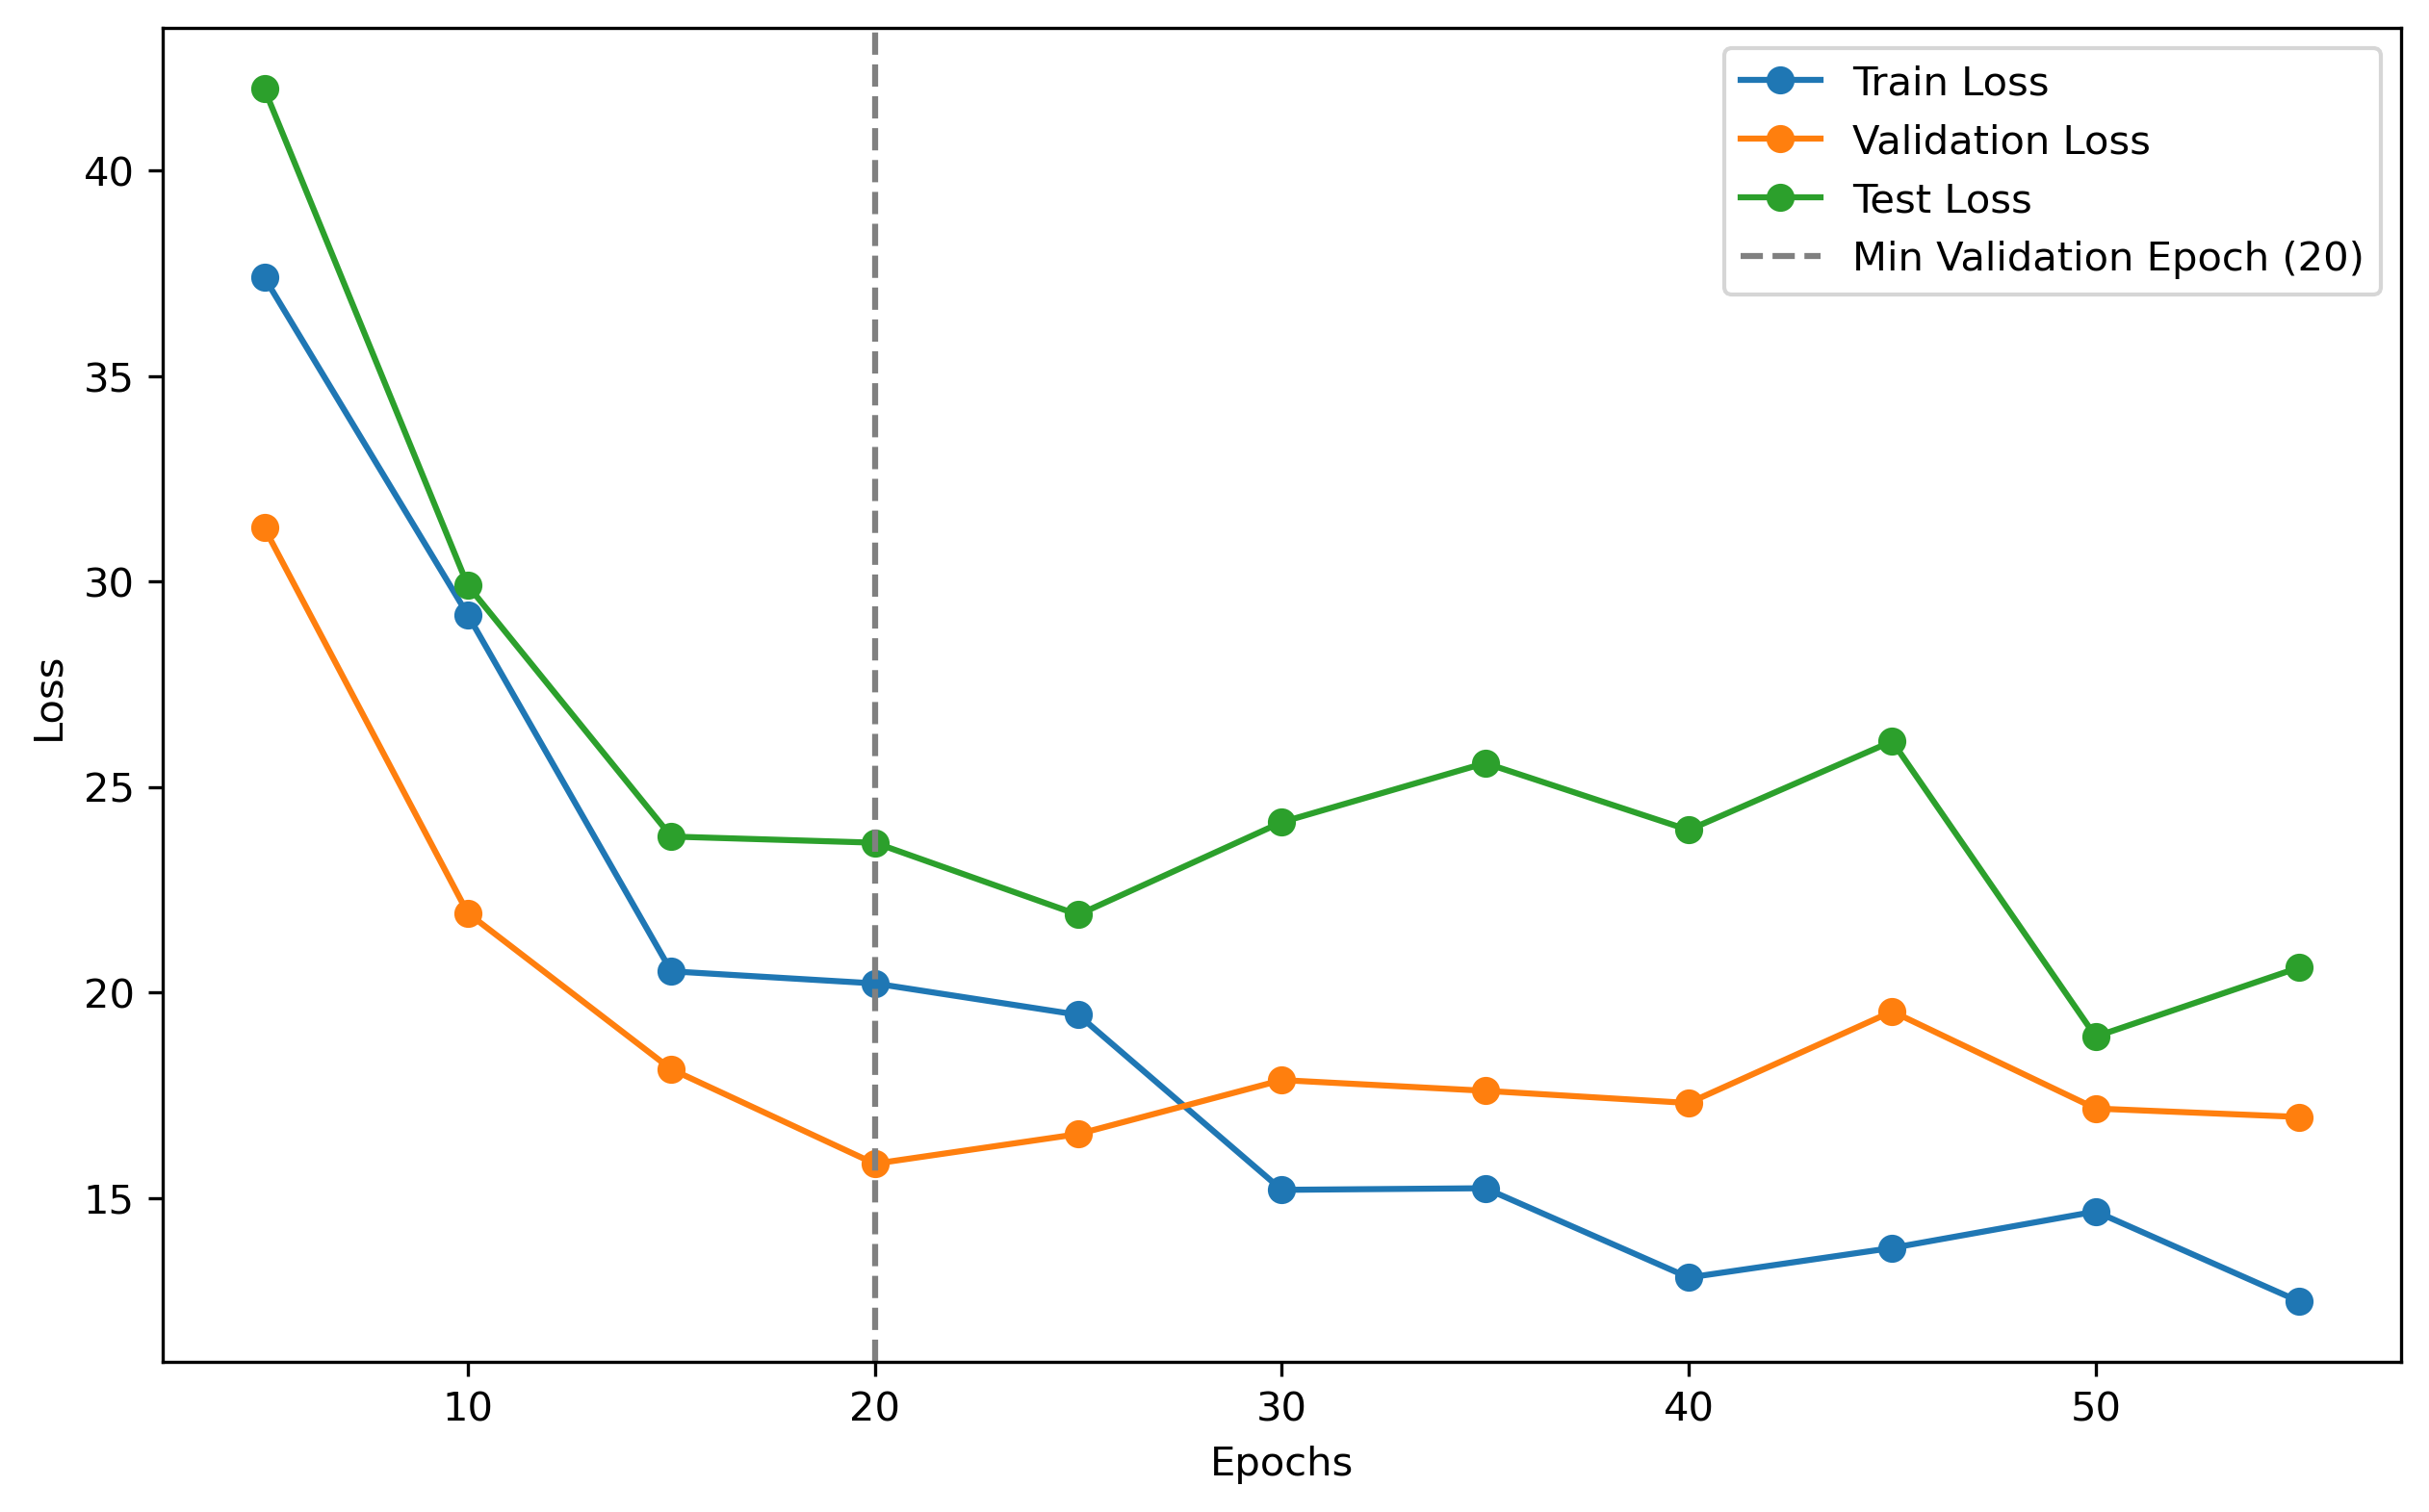 Train Loss
Validation Loss
Test Loss
Min Validation Epoch (20)
40
35
30
25
20
15
Loss
10 20 30 40 50
Epochs